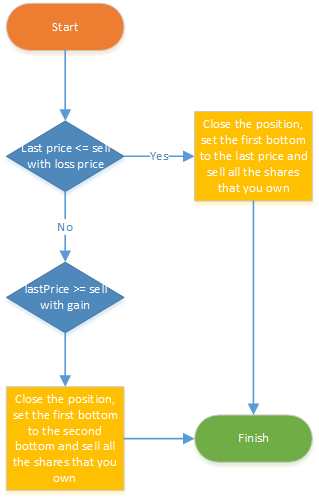 Start
Last price <= sell
with loss price
Yes
Close the position,
set the first bottom
to the last price and
sell all the shares
that you own
No
lastPrice >= sell
with gain
Close the position,
set the first bottom
to the second
bottom and sell all
the shares that you
own
Finish